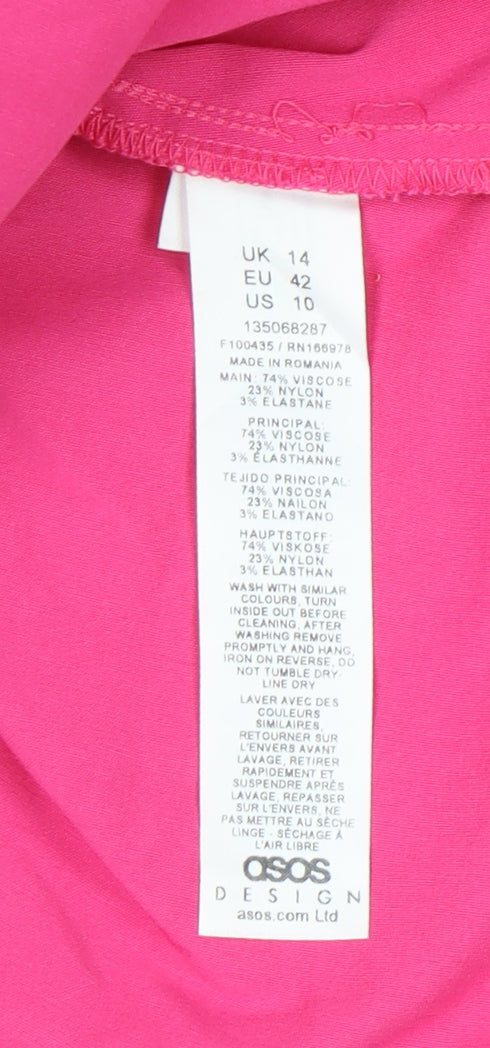 UK 14
EU 42
US 10
135068287
F100435 / RN166978
MADE IN ROMANIA
MAIN: 74% VISCOSE
23% NYLON
3% ELASTANE
PRINCIPAL:
74% VISCOSE
23% NYLON
3% ÉLASTHANNE
TEJIDO PRINCIPAL:
74% VISCOSA
23% NAILON
3% ELASTANO
HAUPTSTOFF:
74% VISKOSE
23% NYLON
3% ELASTHAN
WASH WITH SIMILAR
COLOURS, TURN
INSIDE OUT BEFORE
CLEANING, AFTER
WASHING REMOVE
PROMPTLY AND HANG,
IRON ON REVERSE, DO
NOT TUMBLE DRY-
LINE DRY
LAVER AVEC DES
COULEURS
SIMILAIRES,
RETOURNER SUR
L'ENVERS AVANT
LAVAGE, RETIRER
RAPIDEMENT ET
SUSPENDRE APRÈS
LAVAGE, REPASSER
SUR L'ENVERS, NE
PAS METTRE AU SÈCHE
LINGE - SÉCHAGE À
L'AIR LIBRE
asos
DESIGN
asos.com Ltd